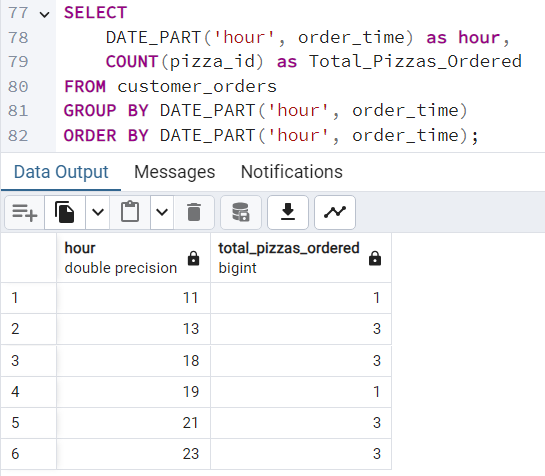 77 SELECT
78 DATE_PART('hour', order_time) as hour,
79 COUNT(pizza_id) as Total_Pizzas_Ordered
80 FROM customer_orders
81 GROUP BY DATE_PART('hour', order_time)
82 ORDER BY DATE_PART('hour', order_time);
Data Output Messages Notifications
hour total_pizzas_ordered
double precision bigint
1 11 1
2 13 3
3 18 3
4 19 1
5 21 3
6 23 3